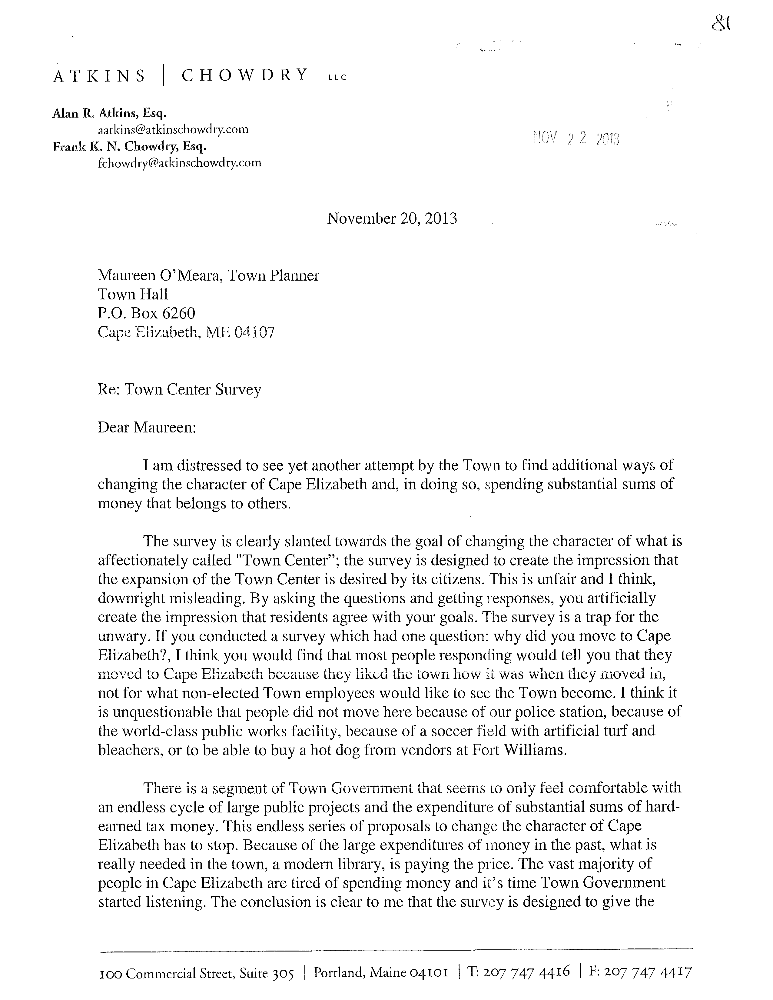 81
ATKINS | CHOWDRY LLC
Alan R. Atkins, Esq.
aatkins@atkinschowdry.com
Frank K. N. Chowdry, Esq.
fchowdry@atkinschowdry.com
NOV 22 2013
November 20, 2013
Maureen O'Meara, Town Planner
Town Hall
P.O. Box 6260
Cape Elizabeth, ME 04107
Re: Town Center Survey
Dear Maureen:
I am distressed to see yet another attempt by the Town to find additional ways of
changing the character of Cape Elizabeth and, in doing so, spending substantial sums of
money that belongs to others.
The survey is clearly slanted towards the goal of changing the character of what is
affectionately called "Town Center”; the survey is designed to create the impression that
the expansion of the Town Center is desired by its citizens. This is unfair and I think,
downright misleading. By asking the questions and getting responses, you artificially
create the impression that residents agree with your goals. The survey is a trap for the
unwary. If you conducted a survey which had one question: why did you move to Cape
Elizabeth?, I think you would find that most people responding would tell you that they
moved to Cape Elizabeth because they liked the town how it was when they moved in,
not for what non-elected Town employees would like to see the Town become. I think it
is unquestionable that people did not move here because of our police station, because of
the world-class public works facility, because of a soccer field with artificial turf and
bleachers, or to be able to buy a hot dog from vendors at Fort Williams.
There is a segment of Town Government that seems to only feel comfortable with
an endless cycle of large public projects and the expenditure of substantial sums of hard-
earned tax money. This endless series of proposals to change the character of Cape
Elizabeth has to stop. Because of the large expenditures of money in the past, what is
really needed in the town, a modern library, is paying the price. The vast majority of
people in Cape Elizabeth are tired of spending money and it's time Town Government
started listening. The conclusion is clear to me that the survey is designed to give the
100 Commercial Street, Suite 305 | Portland, Maine 04101 | T: 207 747 4416 | F: 207 747 4417